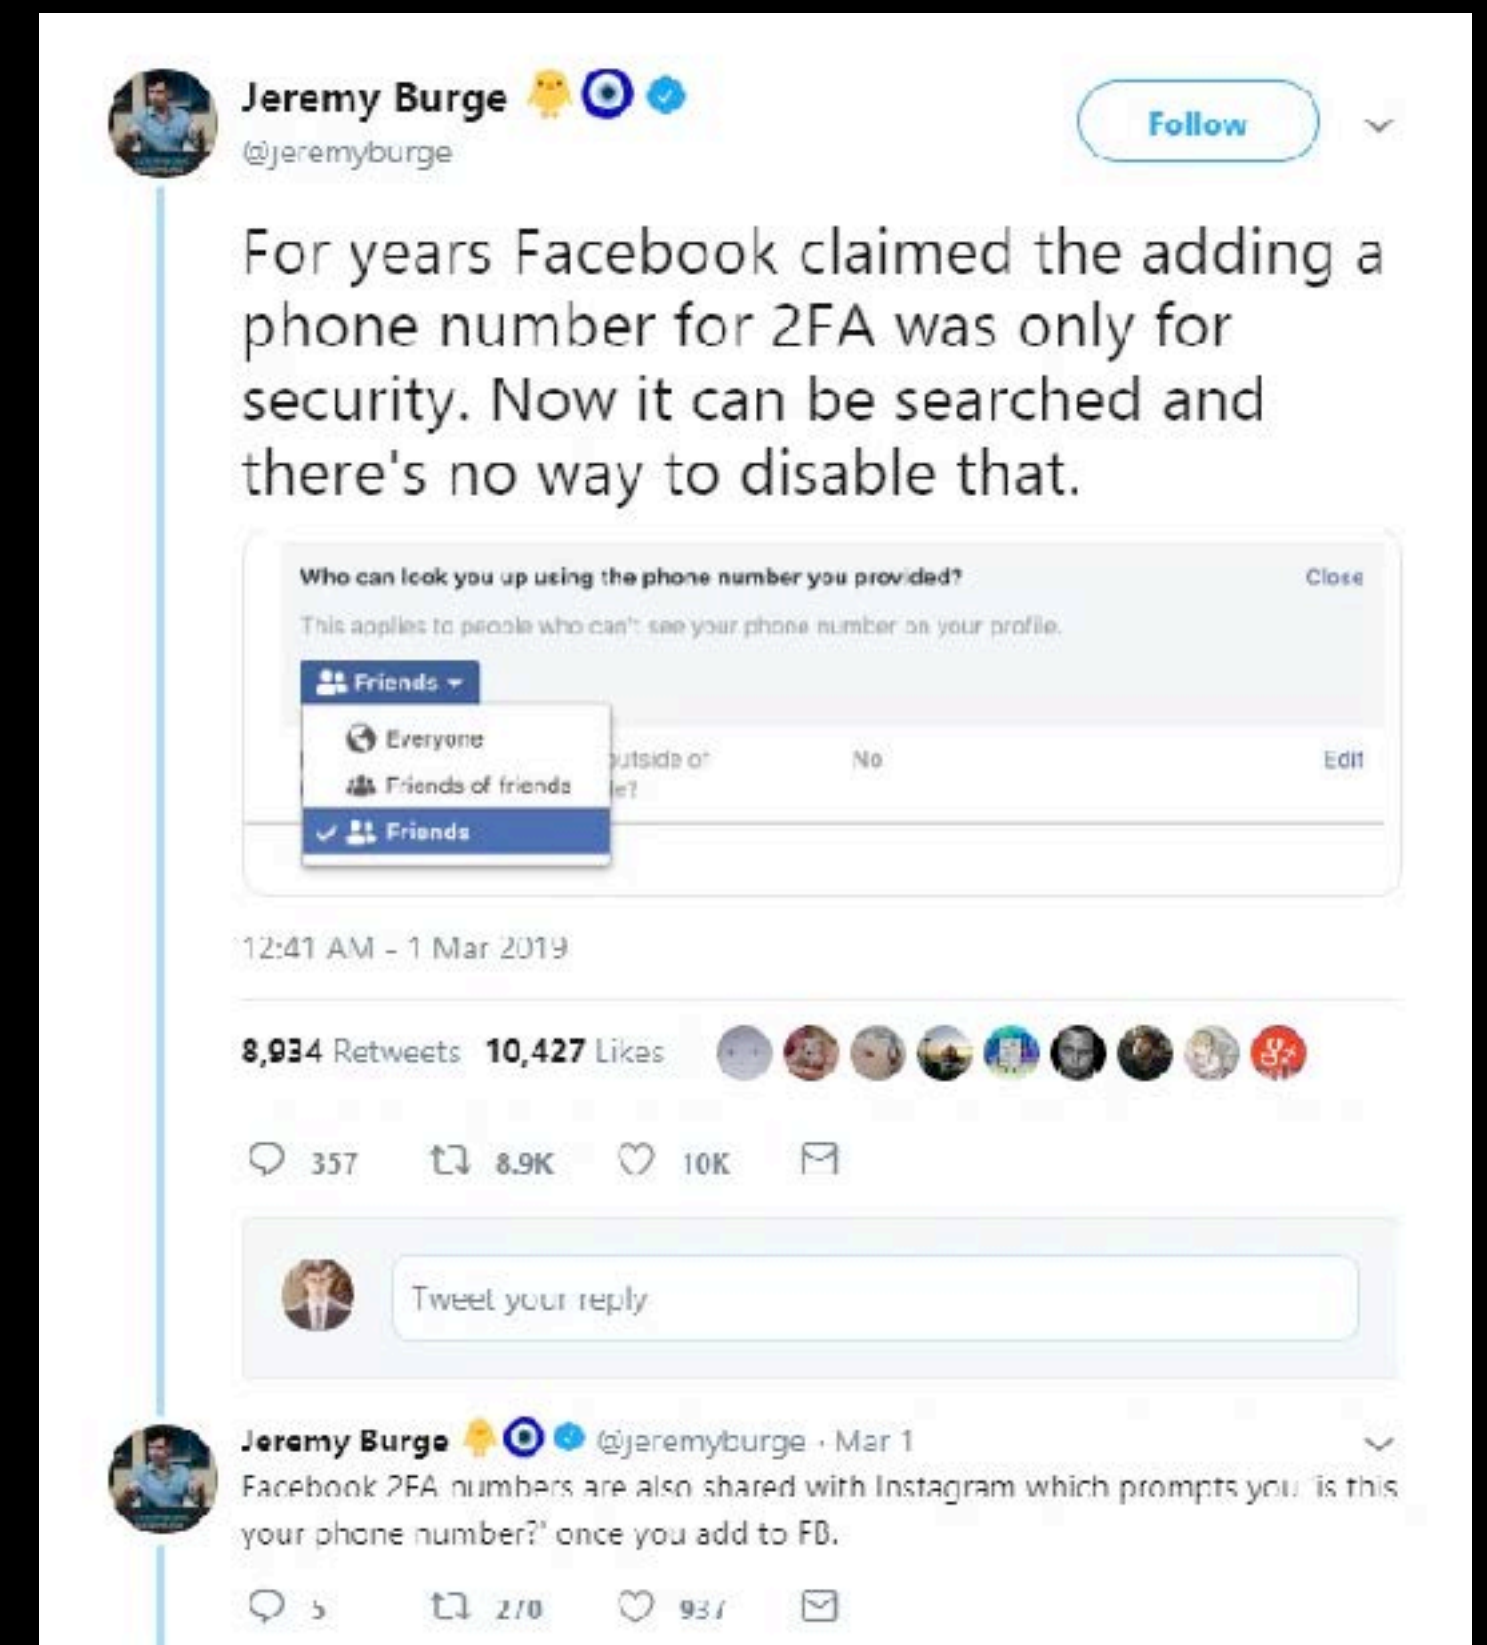 Jeremy Burge
@jeremyburge
Follow
For years Facebook claimed the adding a
phone number for 2FA was only for
security. Now it can be searched and
there's no way to disable that.
Who can look you up using the phone number you provided?
Close
This applies to people who can't see your phone number on your profile.
Friends
Everyone
Friends of friends
Friends
outside of
No
Edit
12:41 AM - 1 Mar 2019
8,934 Retweets 10,427 Likes
357 8.9K 10K
Tweet your reply
Jeremy Burge @jeremyburge · Mar 1
Facebook 2FA numbers are also shared with Instagram which prompts you 'is this
your phone number?' once you add to FB.
5 270 937